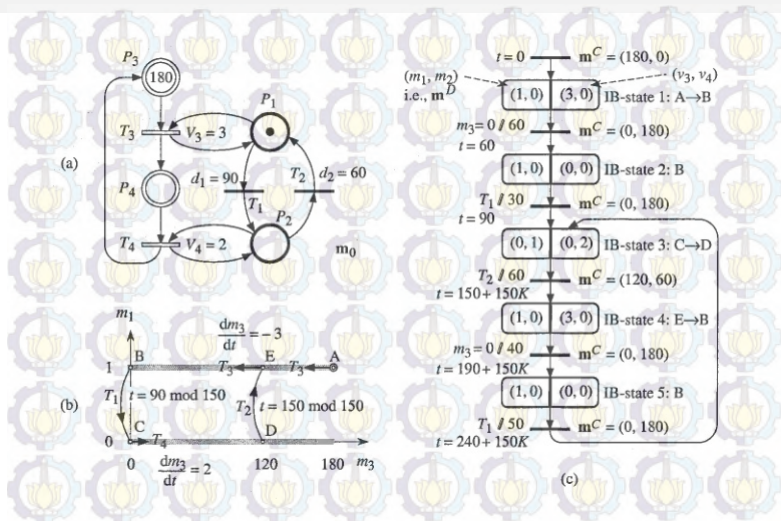 P3
180
T3
V3 = 3
P1
(a)
P4
d1 = 90
T1
T2
d2 = 60
P2
T4
V4 = 2
m0
m1
dm3/dt = −3
1
B
E
A
T3
T3
(b)
T1
t = 90 mod 150
T2
t = 150 mod 150
C
D
0
T4
0
120
180
m3
dm3/dt = 2
t = 0
m^C = (180, 0)
(m1, m2)
i.e., m^D
(v3, v4)
(1, 0) (3, 0) IB-state 1: A→B
m3 = 0 // 60
t = 60
m^C = (0, 180)
(1, 0) (0, 0) IB-state 2: B
T1 // 30
t = 90
m^C = (0, 180)
(0, 1) (0, 2) IB-state 3: C→D
T2 // 60
t = 150 + 150K
m^C = (120, 60)
(1, 0) (3, 0) IB-state 4: E→B
m3 = 0 // 40
t = 190 + 150K
m^C = (0, 180)
(1, 0) (0, 0) IB-state 5: B
T1 // 50
t = 240 + 150K
m^C = (0, 180)
(c)